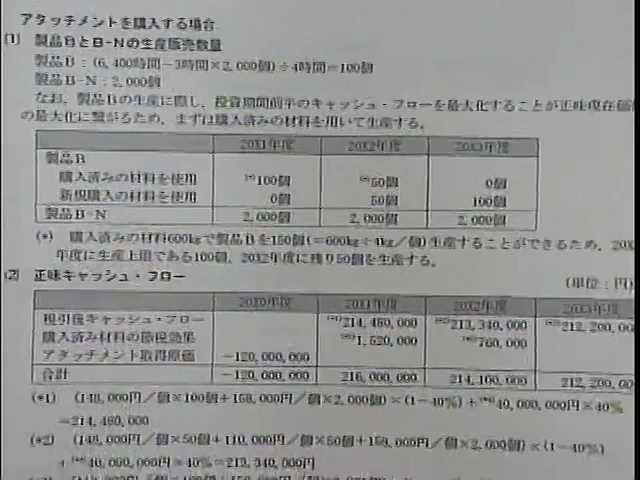 アタッチメントを購入する場合
(1) 製品BとB-Nの生産販売数量
製品B:(6,400時間-3時間×2,000個)÷4時間=100個
製品B-N:2,000個
なお、製品Bの生産に際し、投資期間前半のキャッシュ・フローを最大化することが正味現在価値
の最大化に繋がるため、まずは購入済みの材料を用いて生産する。
20X1年度 20X2年度 20X3年度
製品B
購入済みの材料を使用 (*)100個 (*)50個 0個
新規購入の材料を使用 0個 50個 100個
製品B-N 2,000個 2,000個 2,000個
(*) 購入済みの材料600kgで製品Bを150個(=600kg÷4kg/個)生産することができるため、20X1
年度に生産上限である100個、20X2年度に残り50個を生産する。
(2) 正味キャッシュ・フロー
(単位:円)
20X0年度 20X1年度 20X2年度 20X3年度
税引後キャッシュ・フロー 214,480,000 213,340,000 212,200,00
購入済み材料の節税効果 1,520,000 760,000
アタッチメント取得原価 -120,000,000
合計 -120,000,000 216,000,000 214,100,000 212,200,00
(*1) (148,000円/個×100個+158,000円/個×2,000個)×(1-40%)+40,000,000円×40%
=214,480,000
(*2) (148,000円/個×50個+110,000円/個×50個+158,000円/個×2,000個)×(1-40%)
+40,000,000円×40%=213,340,000円